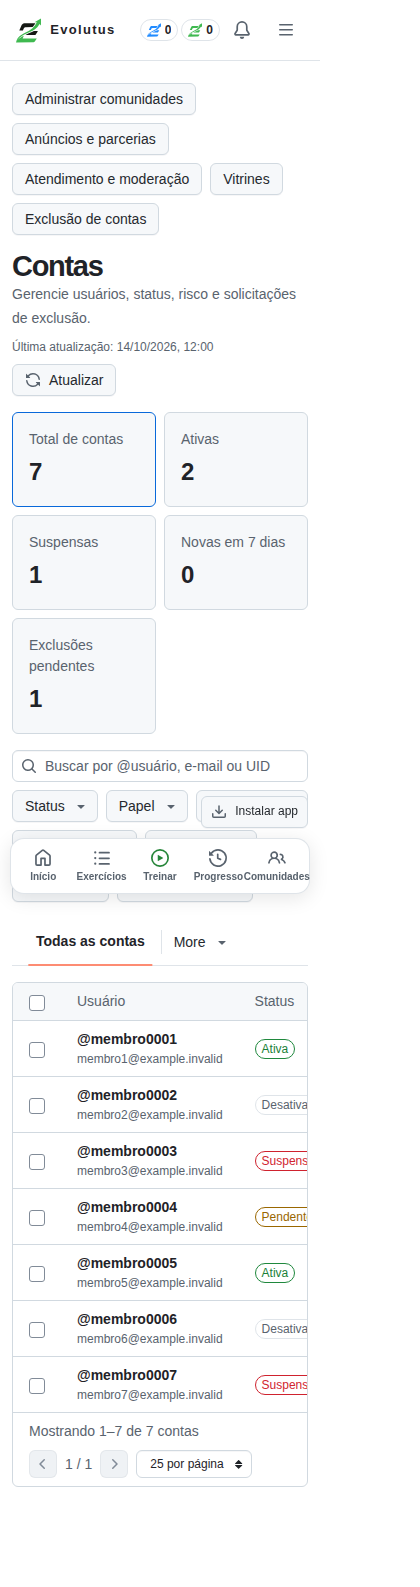 Evolutus 0 0
Administrar comunidades
Anúncios e parcerias
Atendimento e moderação Vitrines
Exclusão de contas
Contas
Gerencie usuários, status, risco e solicitações
de exclusão.
Última atualização: 14/10/2026, 12:00
Atualizar
Total de contas Ativas
7 2
Suspensas Novas em 7 dias
1 0
Exclusões
pendentes
1
Buscar por @usuário, e-mail ou UID
Status Papel Instalar app
Início Exercícios Treinar Progresso Comunidades
Todas as contas More
Usuário Status
@membro0001
membro1@example.invalid Ativa
@membro0002
membro2@example.invalid Desativa
@membro0003
membro3@example.invalid Suspens
@membro0004
membro4@example.invalid Pendent
@membro0005
membro5@example.invalid Ativa
@membro0006
membro6@example.invalid Desativa
@membro0007
membro7@example.invalid Suspens
Mostrando 1–7 de 7 contas
1 / 1 25 por página